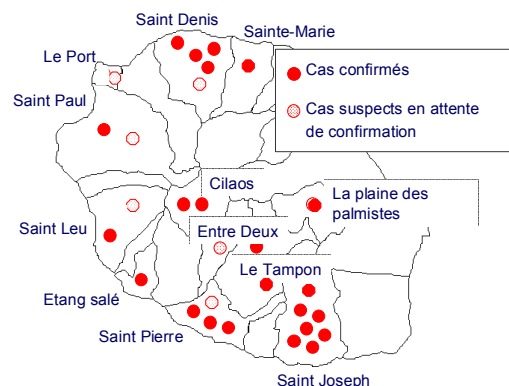 Saint Denis
Sainte-Marie
Le Port
Cas confirmés
Saint Paul
Cas suspects en attente
de confirmation
Cilaos
La plaine des
palmistes
Saint Leu
Entre Deux
Le Tampon
Etang salé
Saint Pierre
Saint Joseph